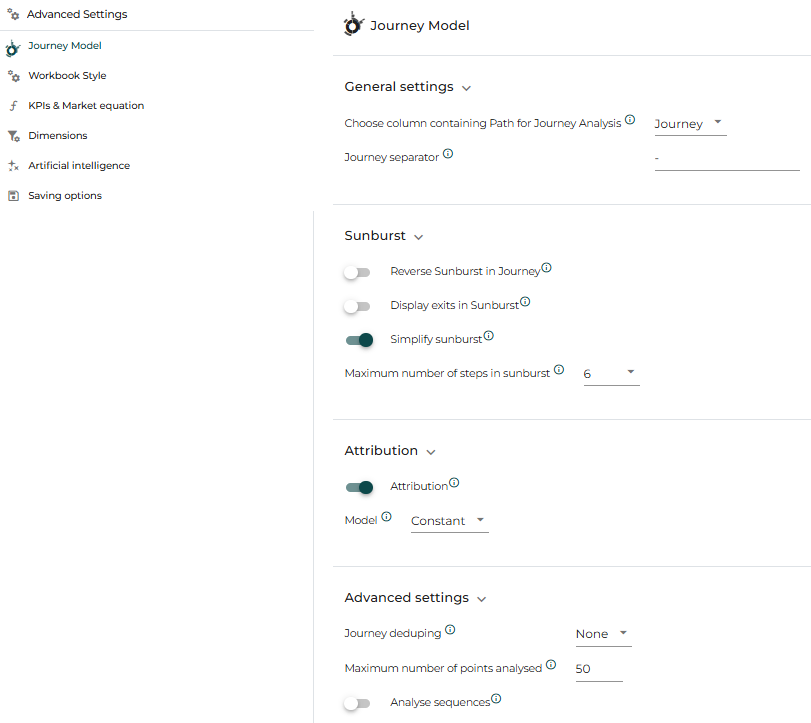 Advanced Settings
Journey Model
Workbook Style
KPIs & Market equation
Dimensions
Artificial intelligence
Saving options
Journey Model
General settings
Choose column containing Path for Journey Analysis Journey
Journey separator -
Sunburst
Reverse Sunburst in Journey
Display exits in Sunburst
Simplify sunburst
Maximum number of steps in sunburst 6
Attribution
Attribution
Model Constant
Advanced settings
Journey deduping None
Maximum number of points analysed 50
Analyse sequences